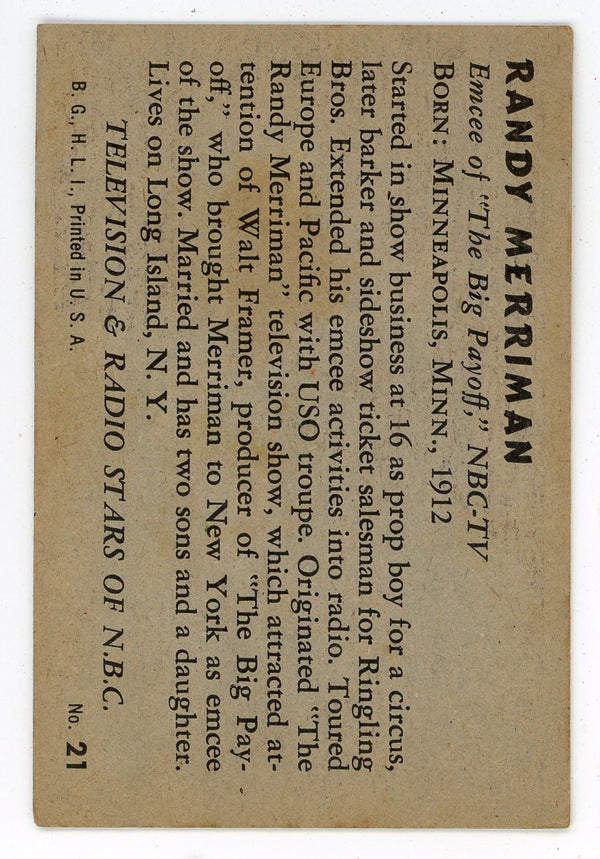 RANDY MERRIMAN
Emcee of "The Big Payoff," NBC-TV
BORN: MINNEAPOLIS, MINN., 1912
Started in show business at 16 as prop boy for a circus,
later barker and sideshow ticket salesman for Ringling
Bros. Extended his emcee activities into radio. Toured
Europe and Pacific with USO troupe. Originated "The
Randy Merriman" television show, which attracted at-
tention of Walt Framer, producer of "The Big Pay-
off," who brought Merriman to New York as emcee
of the show. Married and has two sons and a daughter.
Lives on Long Island, N. Y.
TELEVISION & RADIO STARS OF N.B.C.
B. G., H. L. I., Printed in U. S. A. No. 21